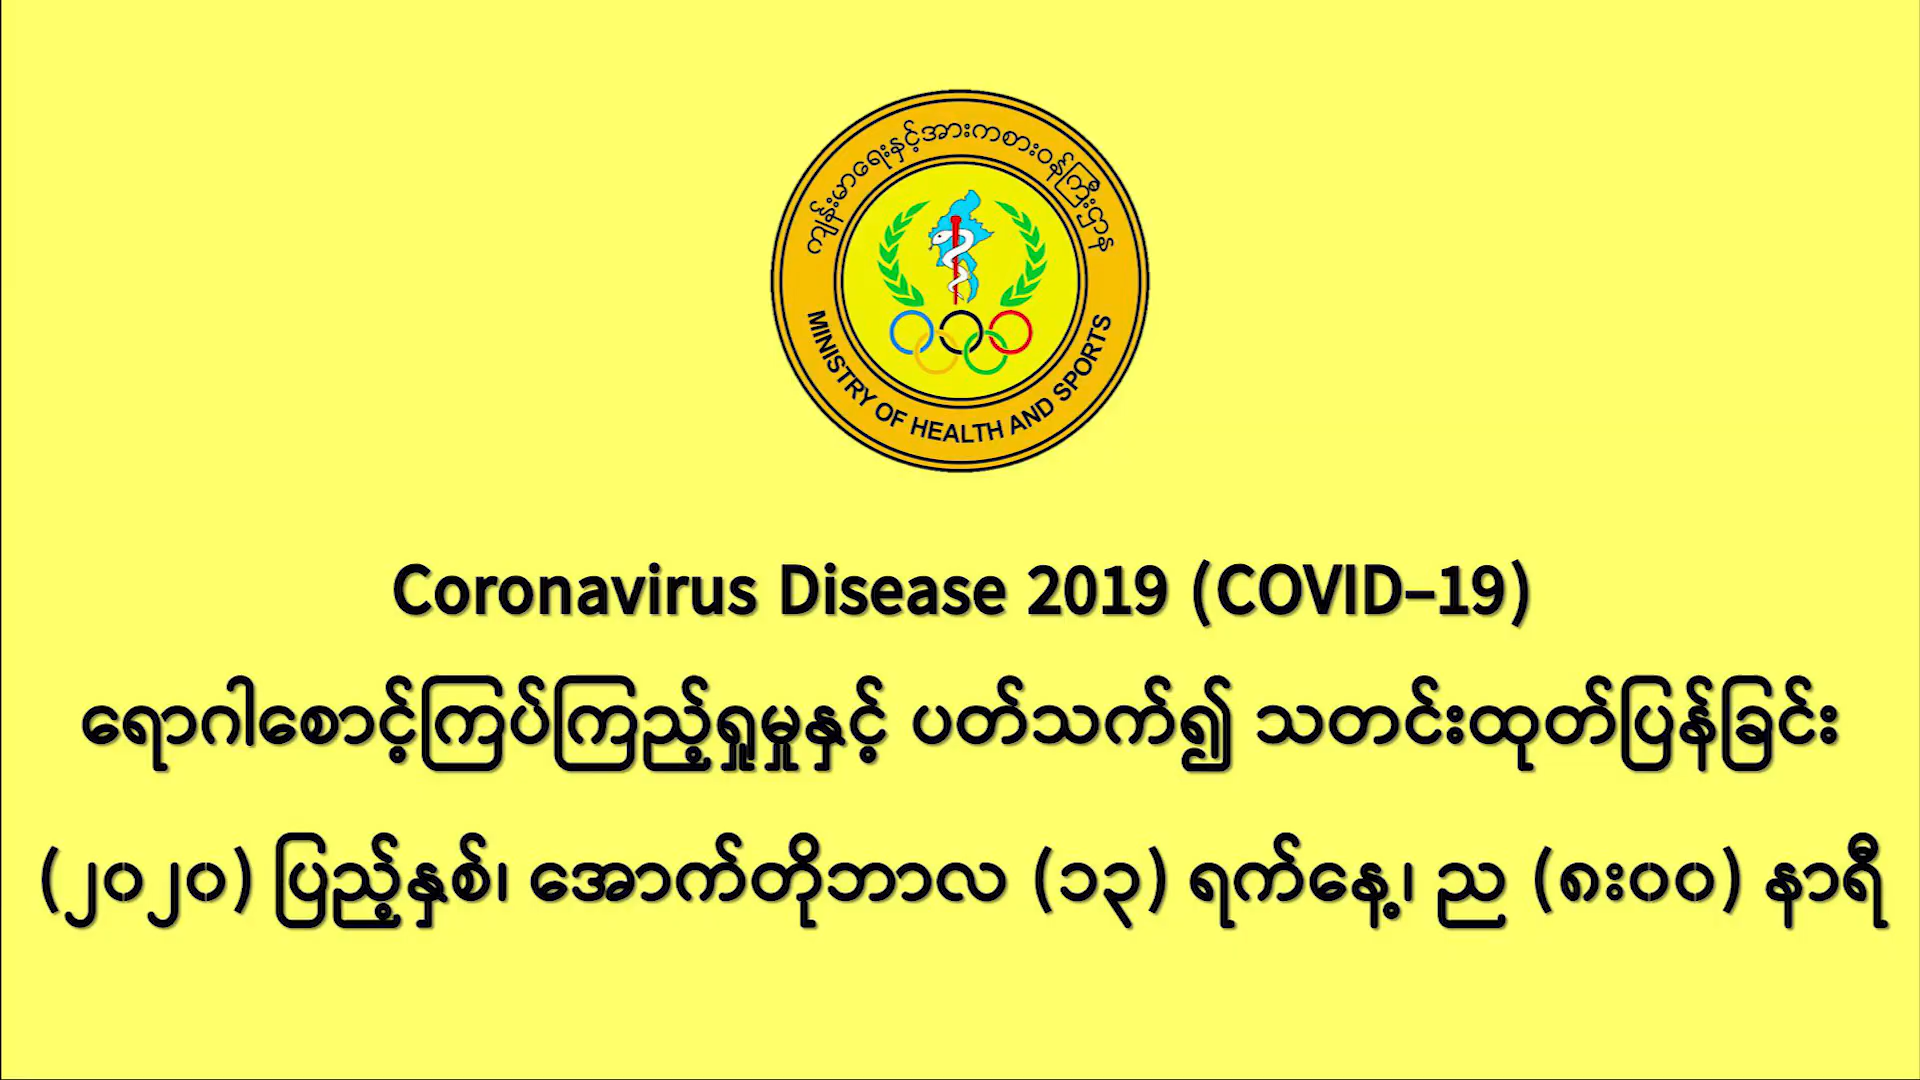 ကျန်းမာရေးနှင့်အားကစားဝန်ကြီးဌာန
MINISTRY OF HEALTH AND SPORTS
Coronavirus Disease 2019 (COVID–19)
ရောဂါစောင့်ကြပ်ကြည့်ရှုမှုနှင့် ပတ်သက်၍ သတင်းထုတ်ပြန်ခြင်း
(၂၀၂၀) ပြည့်နှစ်၊ အောက်တိုဘာလ (၁၃) ရက်နေ့၊ ည (၈း၀၀) နာရီ